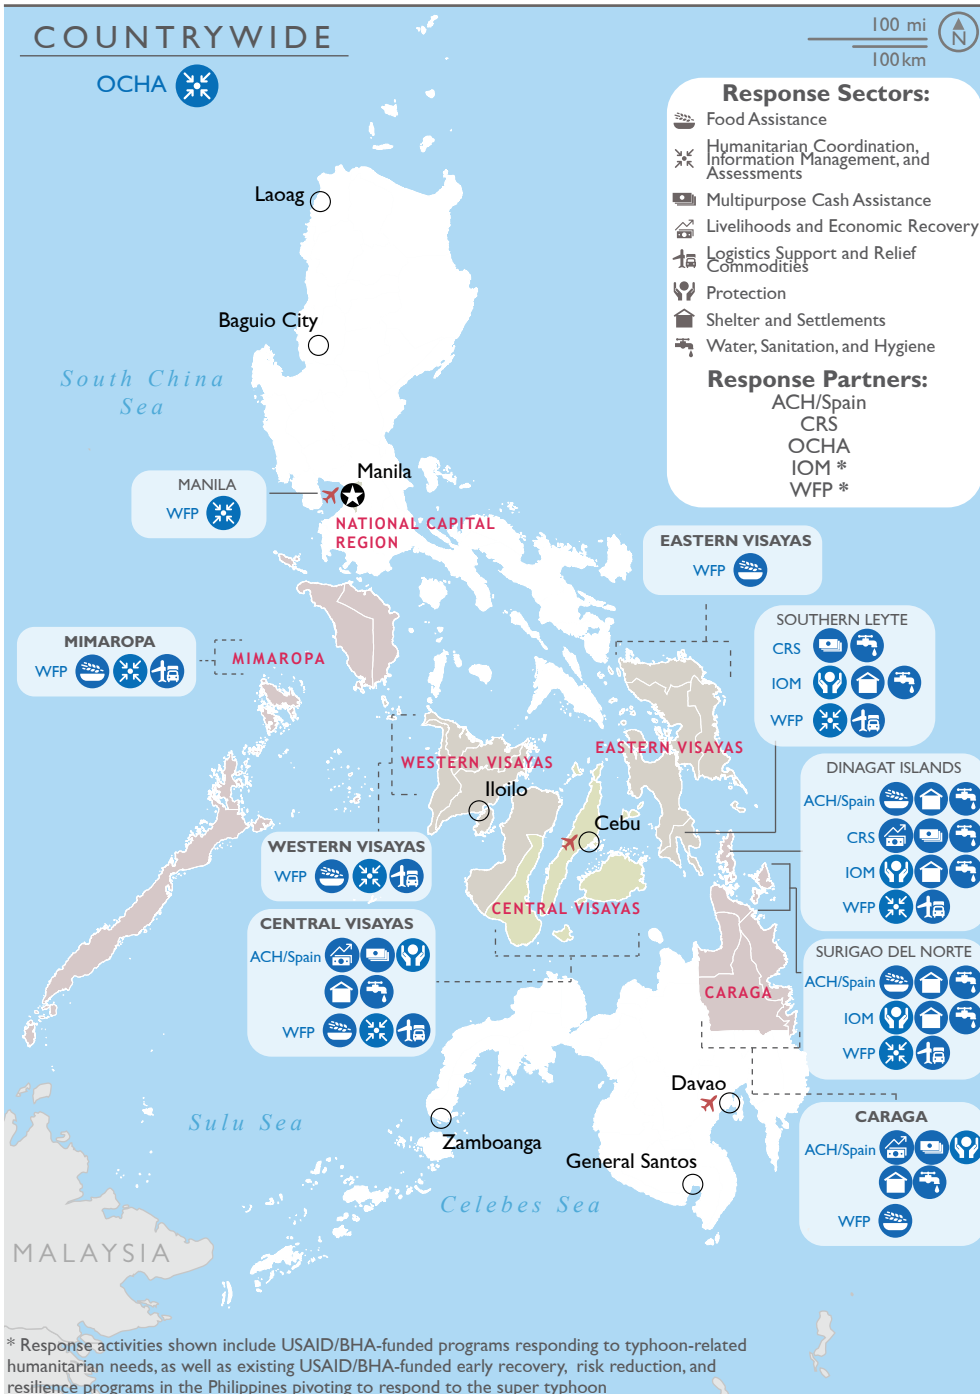 COUNTRYWIDE
OCHA
100 mi
100km
N
Response Sectors:
Food Assistance
Humanitarian Coordination,
Information Management, and
Assessments
Multipurpose Cash Assistance
Livelihoods and Economic Recovery
Logistics Support and Relief
Commodities
Protection
Shelter and Settlements
Water, Sanitation, and Hygiene
Response Partners:
ACH/Spain
CRS
OCHA
IOM *
WFP *
Laoag
Baguio City
South China
Sea
Manila
MANILA
WFP
NATIONAL CAPITAL
REGION
EASTERN VISAYAS
WFP
SOUTHERN LEYTE
CRS
IOM
WFP
MIMAROPA
WFP
MIMAROPA
WESTERN VISAYAS
EASTERN VISAYAS
Iloilo
Cebu
DINAGAT ISLANDS
ACH/Spain
CRS
IOM
WFP
WESTERN VISAYAS
WFP
CENTRAL VISAYAS
CENTRAL VISAYAS
ACH/Spain
WFP
SURIGAO DEL NORTE
ACH/Spain
IOM
WFP
CARAGA
Davao
Sulu Sea
Zamboanga
General Santos
Celebes Sea
CARAGA
ACH/Spain
WFP
MALAYSIA
* Response activities shown include USAID/BHA-funded programs responding to typhoon-related
humanitarian needs, as well as existing USAID/BHA-funded early recovery, risk reduction, and
resilience programs in the Philippines pivoting to respond to the super typhoon